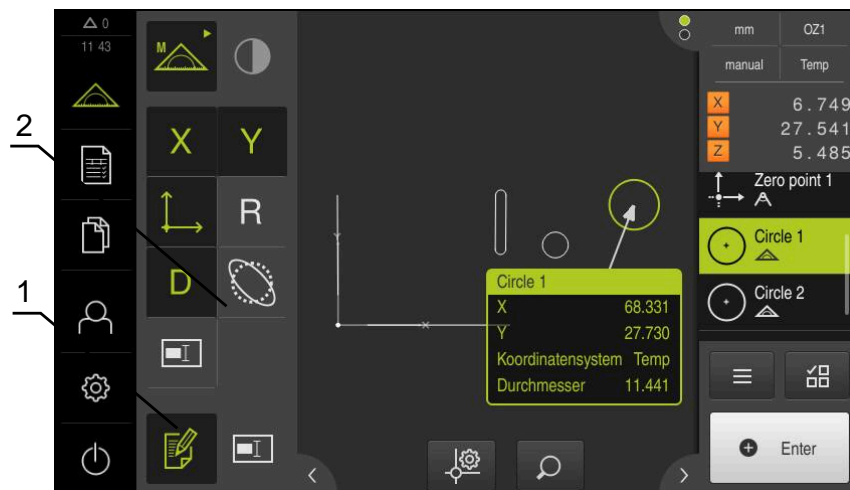 0
11 43
2
1
M
X
Y
R
D
mm
OZ1
manual
Temp
X 6.749
Y 27.541
Z 5.485
Zero point 1
Circle 1
Circle 2
Y
X
Circle 1
X 68.331
Y 27.730
Koordinatensystem Temp
Durchmesser 11.441
Enter